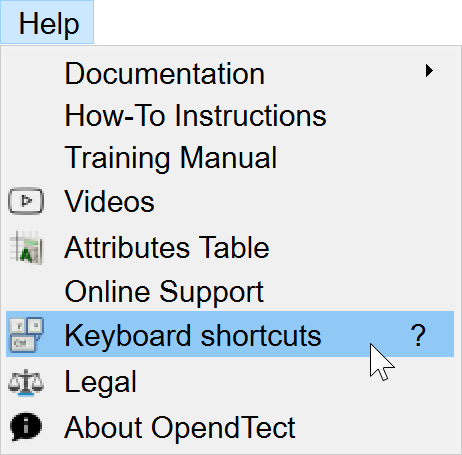 Help
Documentation
How-To Instructions
Training Manual
Videos
Attributes Table
Online Support
Keyboard shortcuts ?
Legal
About OpendTect